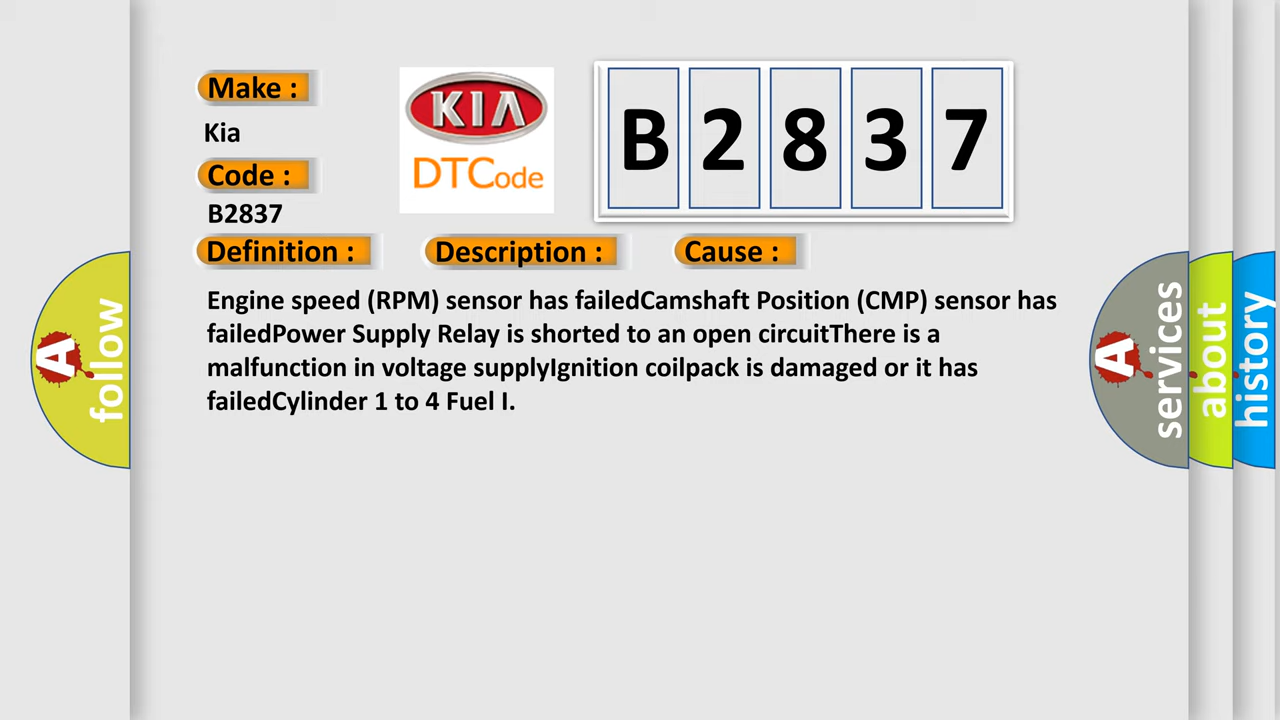 Make :
Kia
Code :
B2837
KIA
DTCode
B 2 8 3 7
Definition :
Description :
Cause :
Engine speed (RPM) sensor has failedCamshaft Position (CMP) sensor has
failedPower Supply Relay is shorted to an open circuitThere is a
malfunction in voltage supplyIgnition coilpack is damaged or it has
failedCylinder 1 to 4 Fuel I.
A follow
A services
about
history